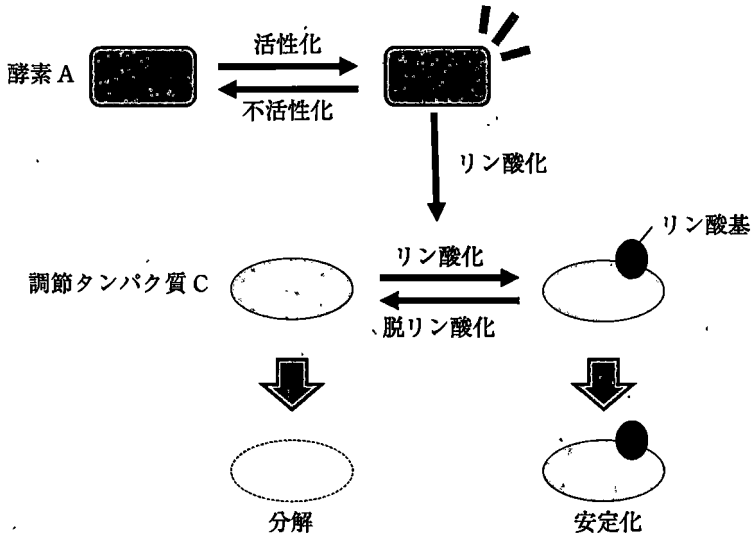 活性化
酵素 A
不活性化
リン酸化
リン酸基
リン酸化
調節タンパク質 C
脱リン酸化
分解
安定化